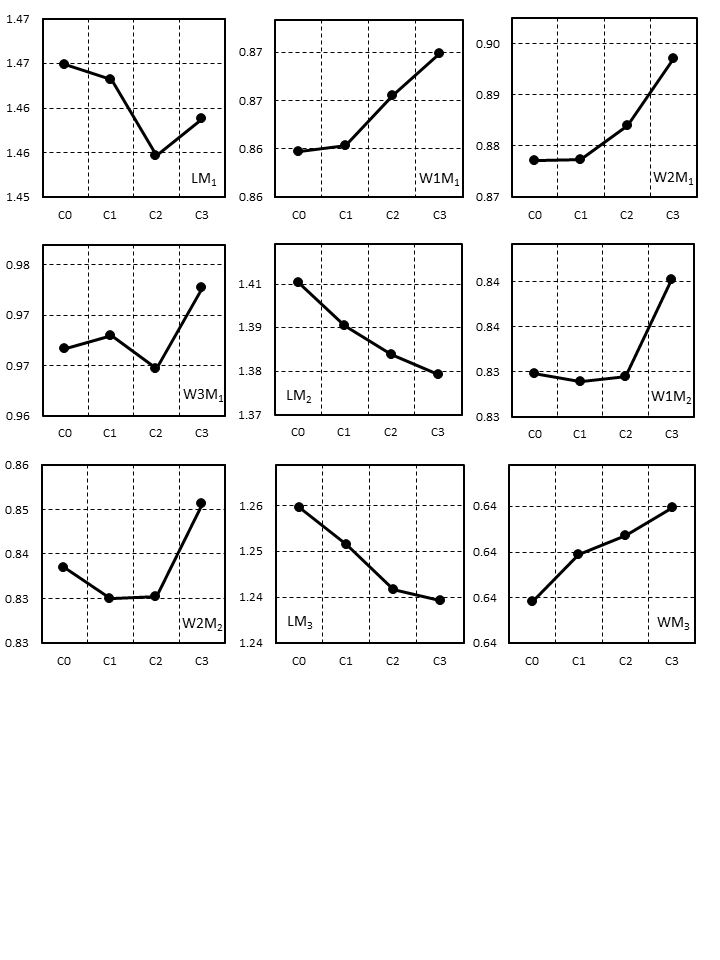 1.47
1.47
1.46
1.46
1.45
LM₁
C0 C1 C2 C3
0.87
0.87
0.86
0.86
W1M₁
C0 C1 C2 C3
0.90
0.89
0.88
0.87
W2M₁
C0 C1 C2 C3
0.98
0.97
0.97
0.96
W3M₁
C0 C1 C2 C3
1.41
1.39
1.38
1.37
LM₂
C0 C1 C2 C3
0.84
0.84
0.83
0.83
W1M₂
C0 C1 C2 C3
0.86
0.85
0.84
0.83
0.83
W2M₂
C0 C1 C2 C3
1.26
1.25
1.24
1.24
LM₃
C0 C1 C2 C3
0.64
0.64
0.64
0.64
WM₃
C0 C1 C2 C3